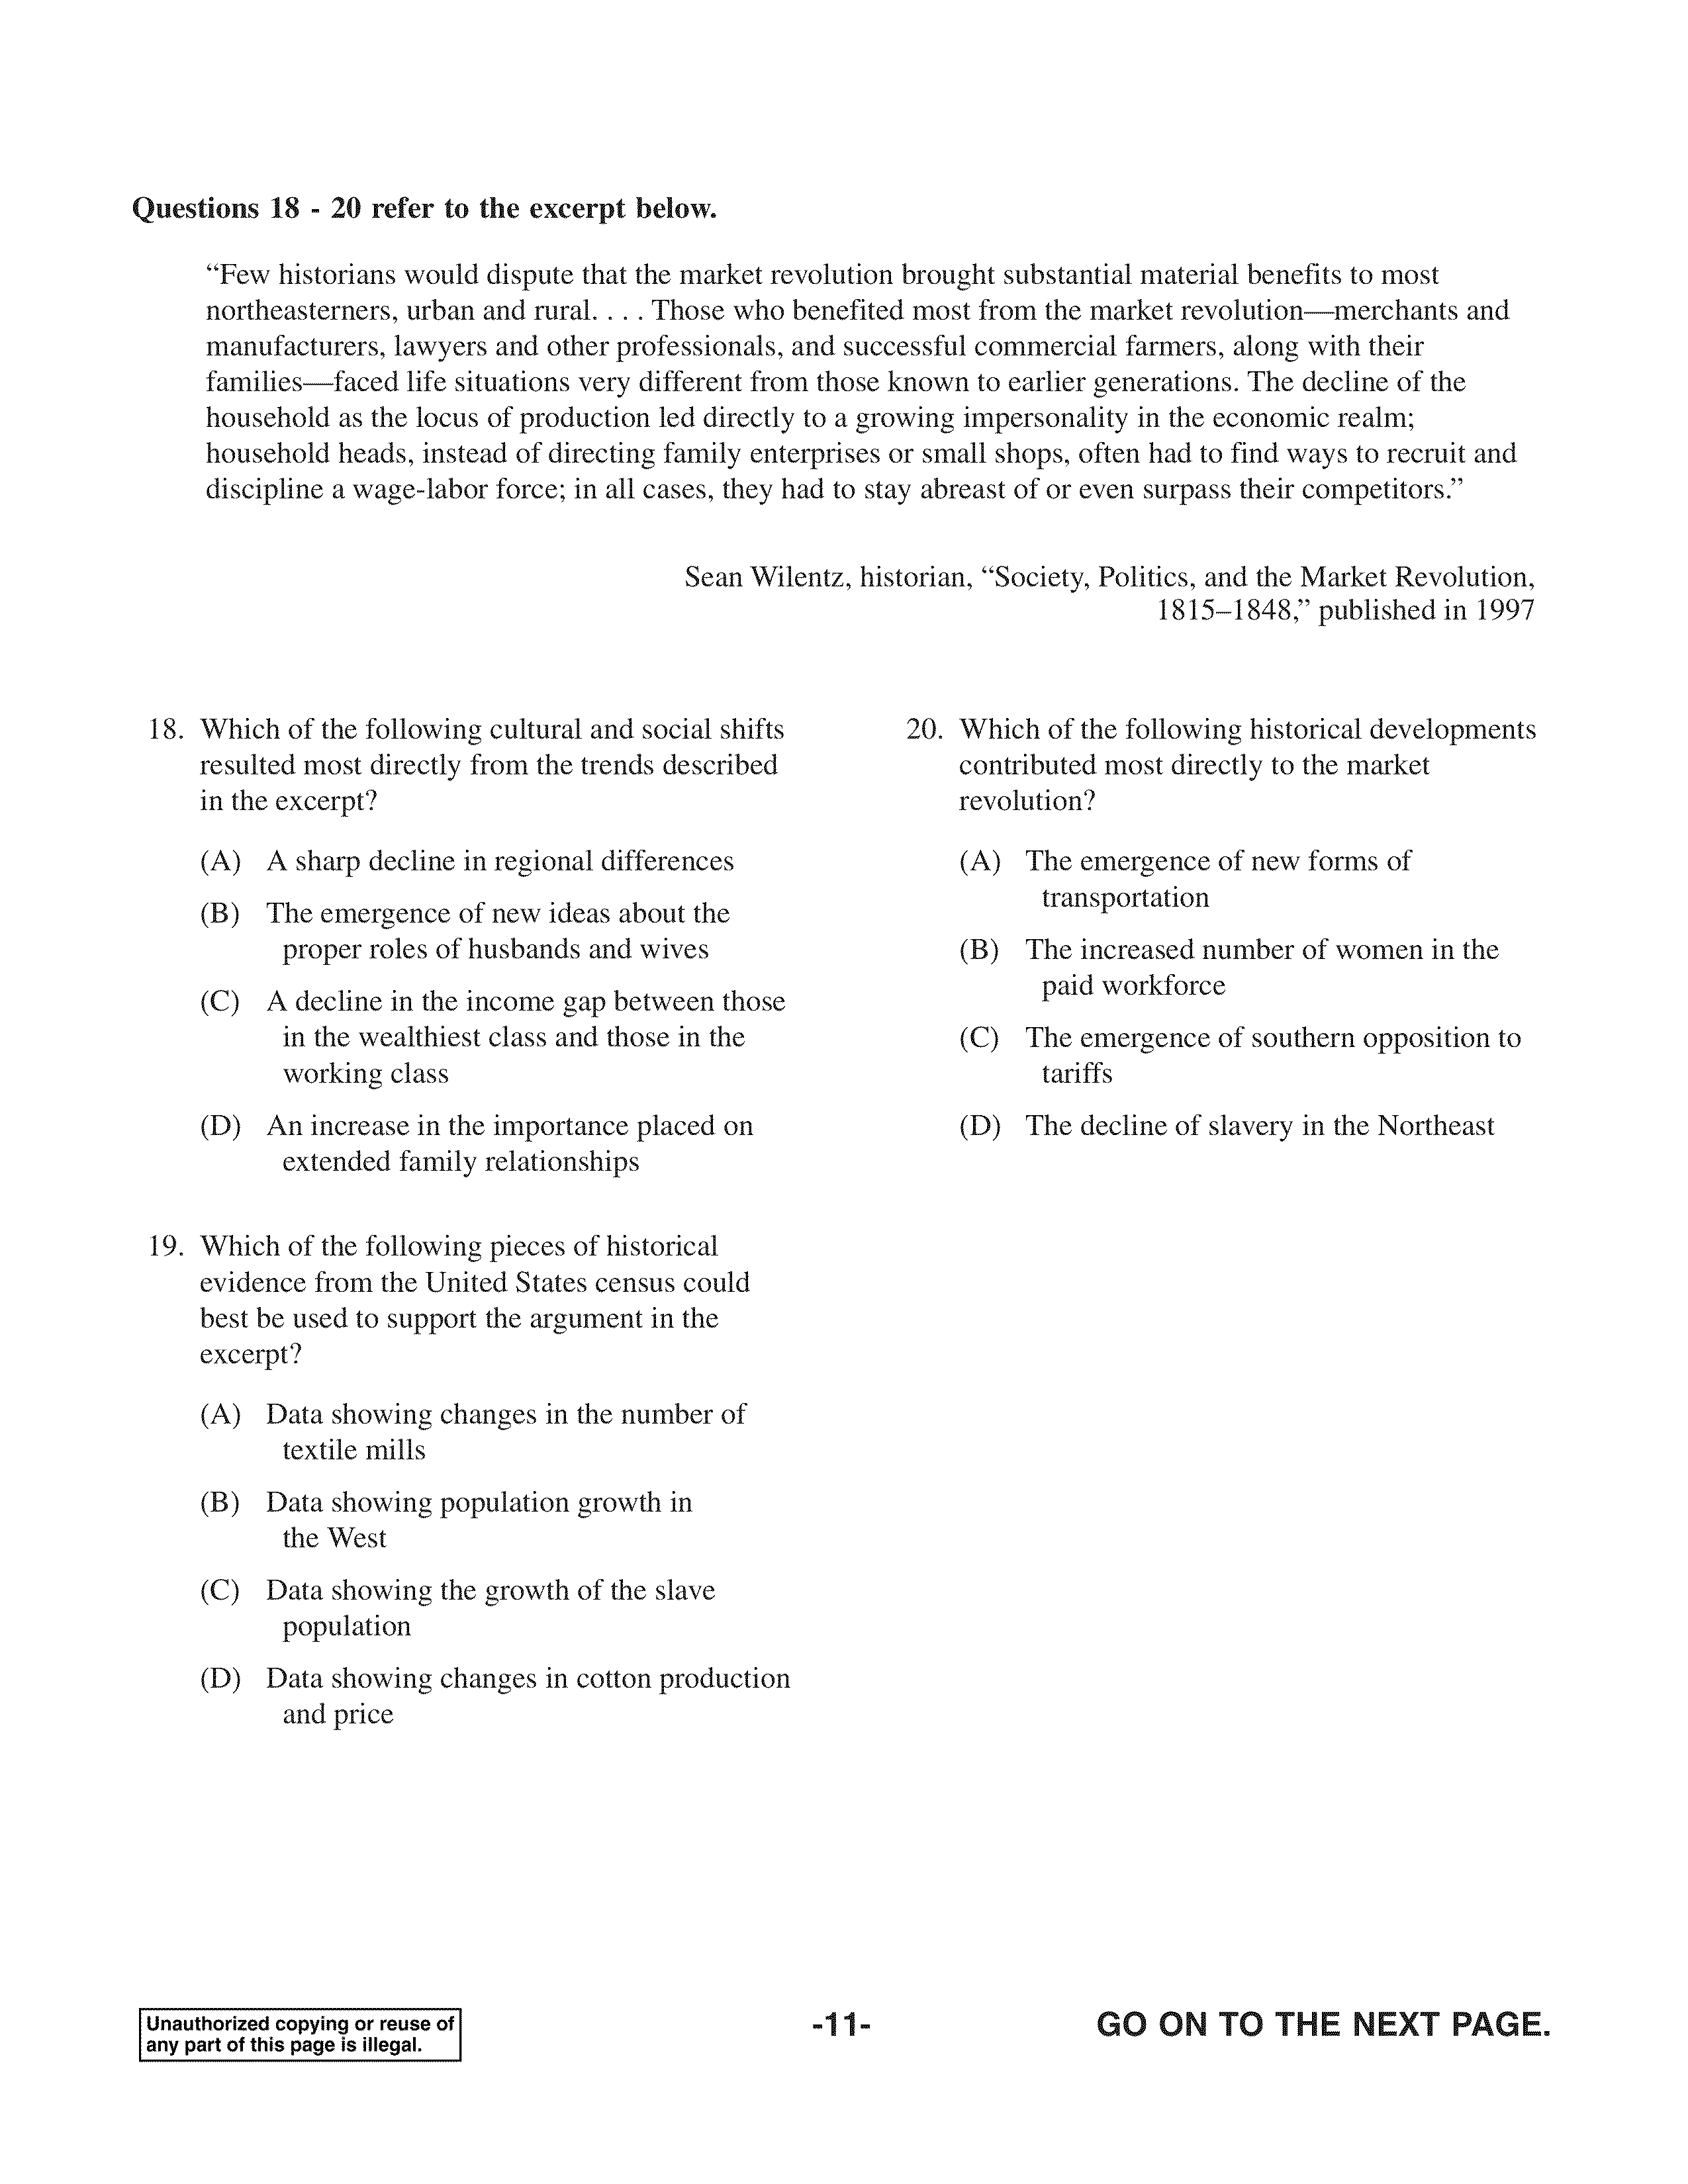 Questions 18 - 20 refer to the excerpt below.
“Few historians would dispute that the market revolution brought substantial material benefits to most
northeasterners, urban and rural. . . . Those who benefited most from the market revolution—merchants and
manufacturers, lawyers and other professionals, and successful commercial farmers, along with their
families—faced life situations very different from those known to earlier generations. The decline of the
household as the locus of production led directly to a growing impersonality in the economic realm;
household heads, instead of directing family enterprises or small shops, often had to find ways to recruit and
discipline a wage-labor force; in all cases, they had to stay abreast of or even surpass their competitors.”
Sean Wilentz, historian, “Society, Politics, and the Market Revolution,
1815–1848,” published in 1997
18. Which of the following cultural and social shifts
resulted most directly from the trends described
in the excerpt?
(A) A sharp decline in regional differences
(B) The emergence of new ideas about the
proper roles of husbands and wives
(C) A decline in the income gap between those
in the wealthiest class and those in the
working class
(D) An increase in the importance placed on
extended family relationships
19. Which of the following pieces of historical
evidence from the United States census could
best be used to support the argument in the
excerpt?
(A) Data showing changes in the number of
textile mills
(B) Data showing population growth in
the West
(C) Data showing the growth of the slave
population
(D) Data showing changes in cotton production
and price
20. Which of the following historical developments
contributed most directly to the market
revolution?
(A) The emergence of new forms of
transportation
(B) The increased number of women in the
paid workforce
(C) The emergence of southern opposition to
tariffs
(D) The decline of slavery in the Northeast
Unauthorized copying or reuse of
any part of this page is illegal.
-11-
GO ON TO THE NEXT PAGE.